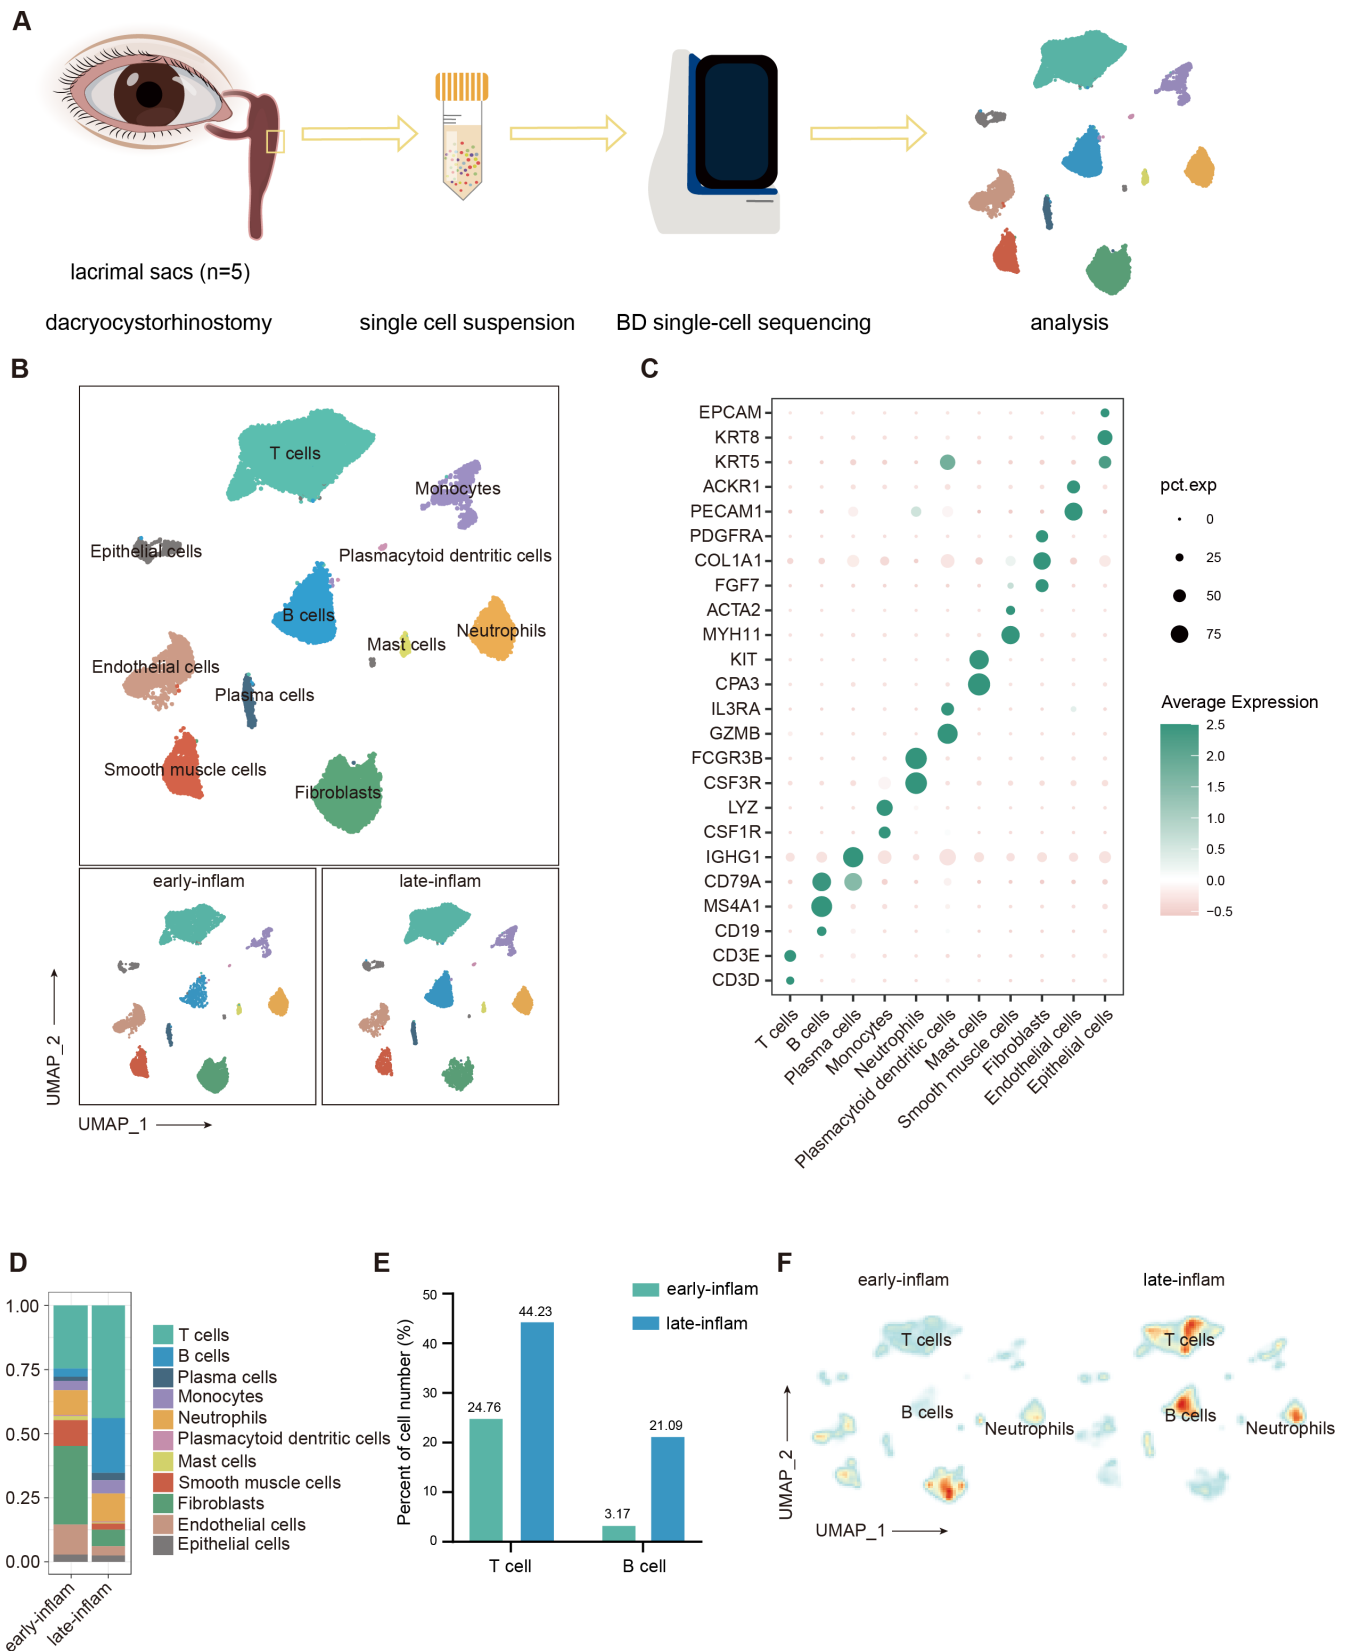 A
lacrimal sacs (n=5)
dacryocystorhinostomy
single cell suspension
BD single-cell sequencing
analysis
B
T cells
Monocytes
Epithelial cells
Plasmacytoid dentritic cells
B cells
Neutrophils
Mast cells
Endothelial cells
Plasma cells
Smooth muscle cells
Fibroblasts
early-inflam
late-inflam
UMAP_2
UMAP_1
C
EPCAM
KRT8
KRT5
ACKR1
PECAM1
PDGFRA
COL1A1
FGF7
ACTA2
MYH11
KIT
CPA3
IL3RA
GZMB
FCGR3B
CSF3R
LYZ
CSF1R
IGHG1
CD79A
MS4A1
CD19
CD3E
CD3D
T cells
B cells
Plasma cells
Monocytes
Neutrophils
Plasmacytoid dendritic cells
Mast cells
Smooth muscle cells
Fibroblasts
Endothelial cells
Epithelial cells
pct.exp
0
25
50
75
Average Expression
2.5
2.0
1.5
1.0
0.5
0.0
−0.5
D
1.00
0.75
0.50
0.25
0.00
early-inflam
late-inflam
T cells
B cells
Plasma cells
Monocytes
Neutrophils
Plasmacytoid dentritic cells
Mast cells
Smooth muscle cells
Fibroblasts
Endothelial cells
Epithelial cells
E
Percent of cell number (%)
50
40
30
20
10
0
24.76
44.23
3.17
21.09
T cell
B cell
early-inflam
late-inflam
F
early-inflam
late-inflam
T cells
B cells
Neutrophils
T cells
B cells
Neutrophils
UMAP_2
UMAP_1